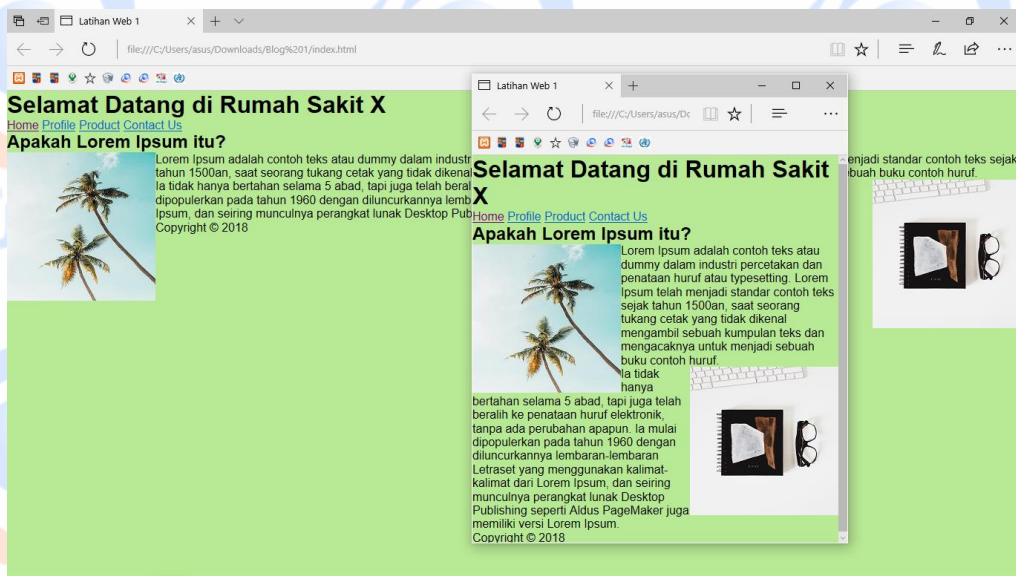 Latihan Web 1
file:///C:/Users/asus/Downloads/Blog%201/index.html
Selamat Datang di Rumah Sakit X
Home Profile Product Contact Us
Apakah Lorem Ipsum itu?
Lorem Ipsum adalah contoh teks atau dummy dalam industr
enjadi standar contoh teks sejak
tahun 1500an, saat seorang tukang cetak yang tidak dikenal
ebuah buku contoh huruf.
Ia tidak hanya bertahan selama 5 abad, tapi juga telah beral
dipopulerkan pada tahun 1960 dengan diluncurkannya lemb
Ipsum, dan seiring munculnya perangkat lunak Desktop Pub
Copyright © 2018
Latihan Web 1
file:///C:/Users/asus/Dc
Selamat Datang di Rumah Sakit
X
Home Profile Product Contact Us
Apakah Lorem Ipsum itu?
Lorem Ipsum adalah contoh teks atau
dummy dalam industri percetakan dan
penataan huruf atau typesetting. Lorem
Ipsum telah menjadi standar contoh teks
sejak tahun 1500an, saat seorang
tukang cetak yang tidak dikenal
mengambil sebuah kumpulan teks dan
mengacaknya untuk menjadi sebuah
buku contoh huruf.
Ia tidak
hanya
bertahan selama 5 abad, tapi juga telah
beralih ke penataan huruf elektronik,
tanpa ada perubahan apapun. Ia mulai
dipopulerkan pada tahun 1960 dengan
diluncurkannya lembaran-lembaran
Letraset yang menggunakan kalimat-
kalimat dari Lorem Ipsum, dan seiring
munculnya perangkat lunak Desktop
Publishing seperti Aldus PageMaker juga
memiliki versi Lorem Ipsum.
Copyright © 2018